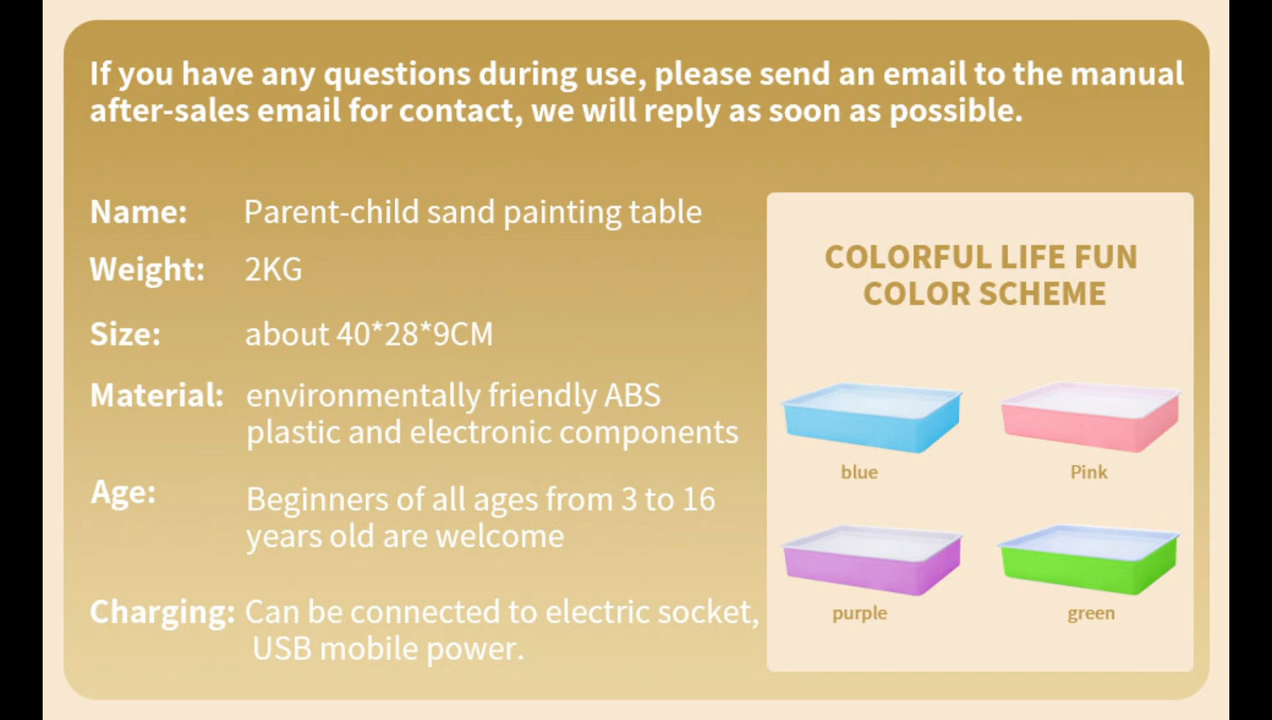 If you have any questions during use, please send an email to the manual
after-sales email for contact, we will reply as soon as possible.
Name: Parent-child sand painting table
Weight: 2KG
Size: about 40*28*9CM
Material: environmentally friendly ABS
plastic and electronic components
Age: Beginners of all ages from 3 to 16
years old are welcome
Charging: Can be connected to electric socket,
USB mobile power.
COLORFUL LIFE FUN
COLOR SCHEME
blue
Pink
purple
green